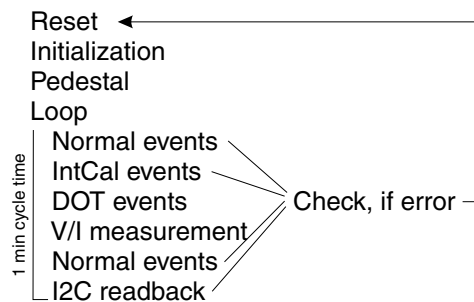 Reset
Initialization
Pedestal
Loop
1 min cycle time
Normal events
IntCal events
DOT events
Check, if error
V/I measurement
Normal events
I2C readback